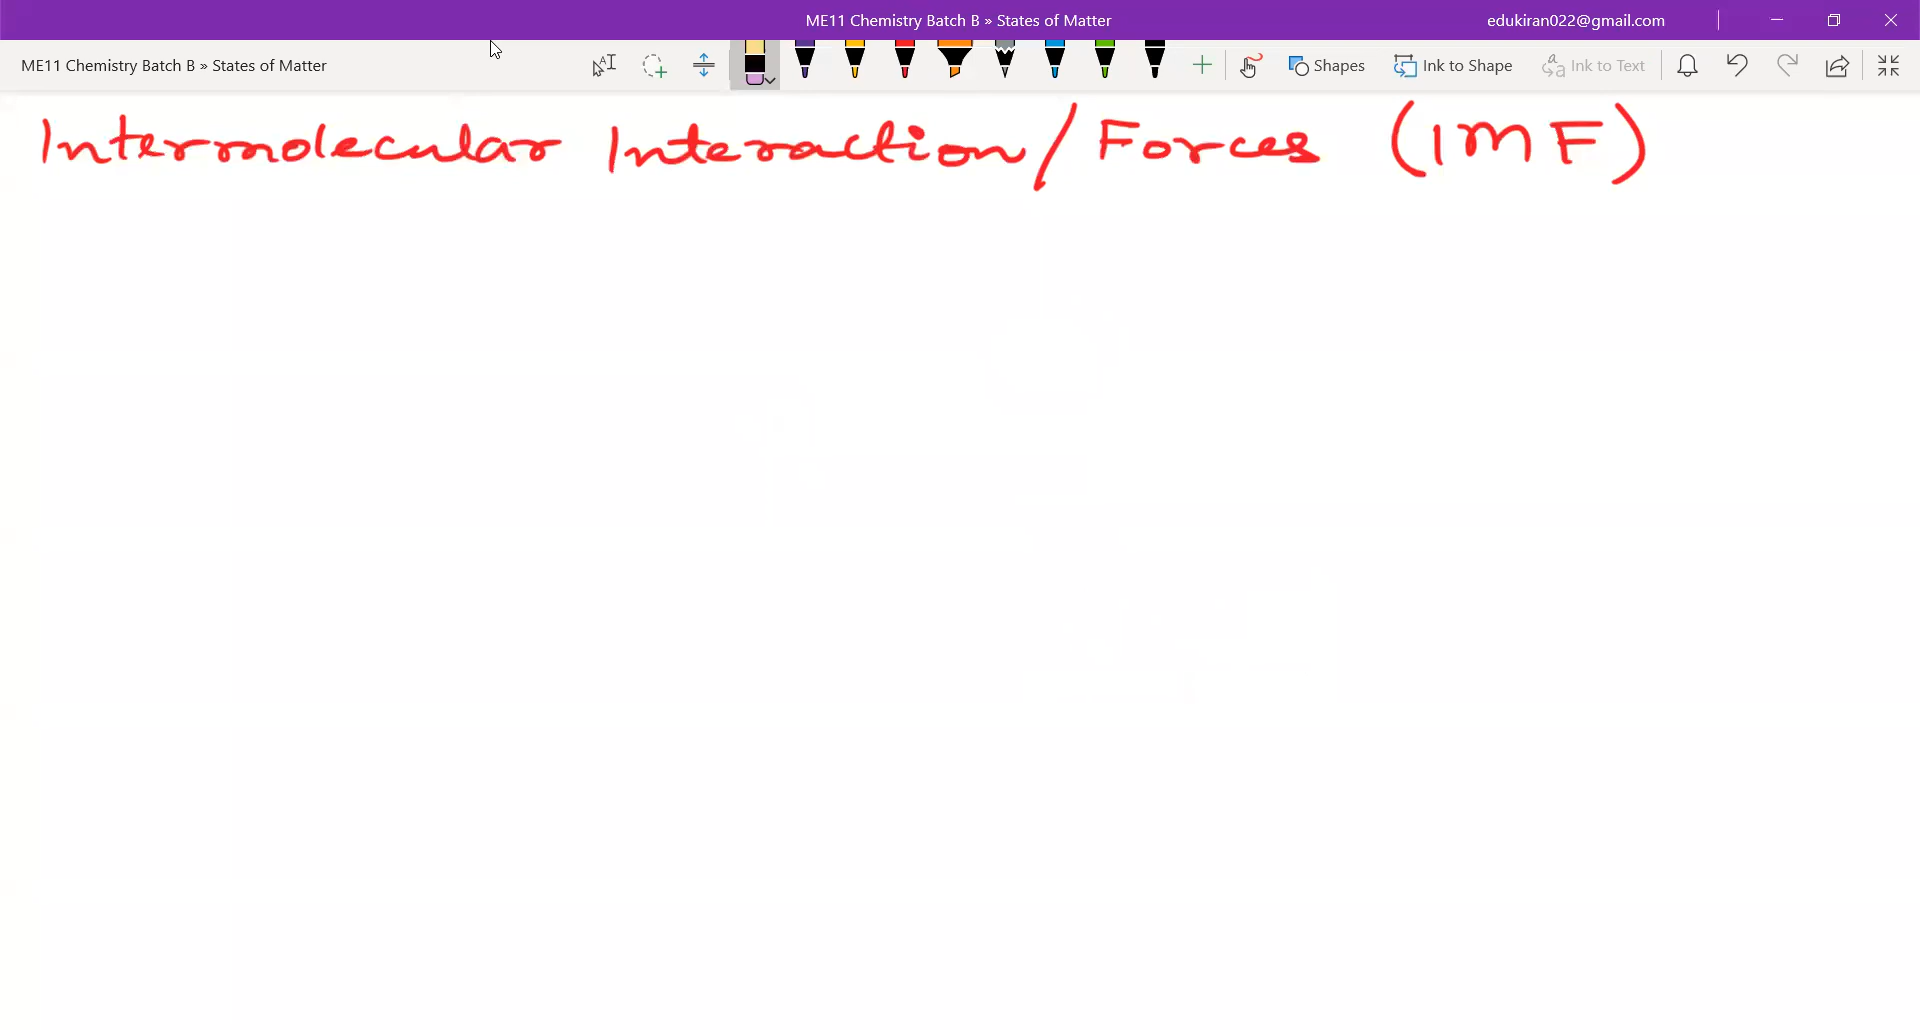 ME11 Chemistry Batch B » States of Matter
edukiran022@gmail.com
ME11 Chemistry Batch B » States of Matter
Shapes
Ink to Shape
Ink to Text
Intermolecular Interaction/Forces (IMF)